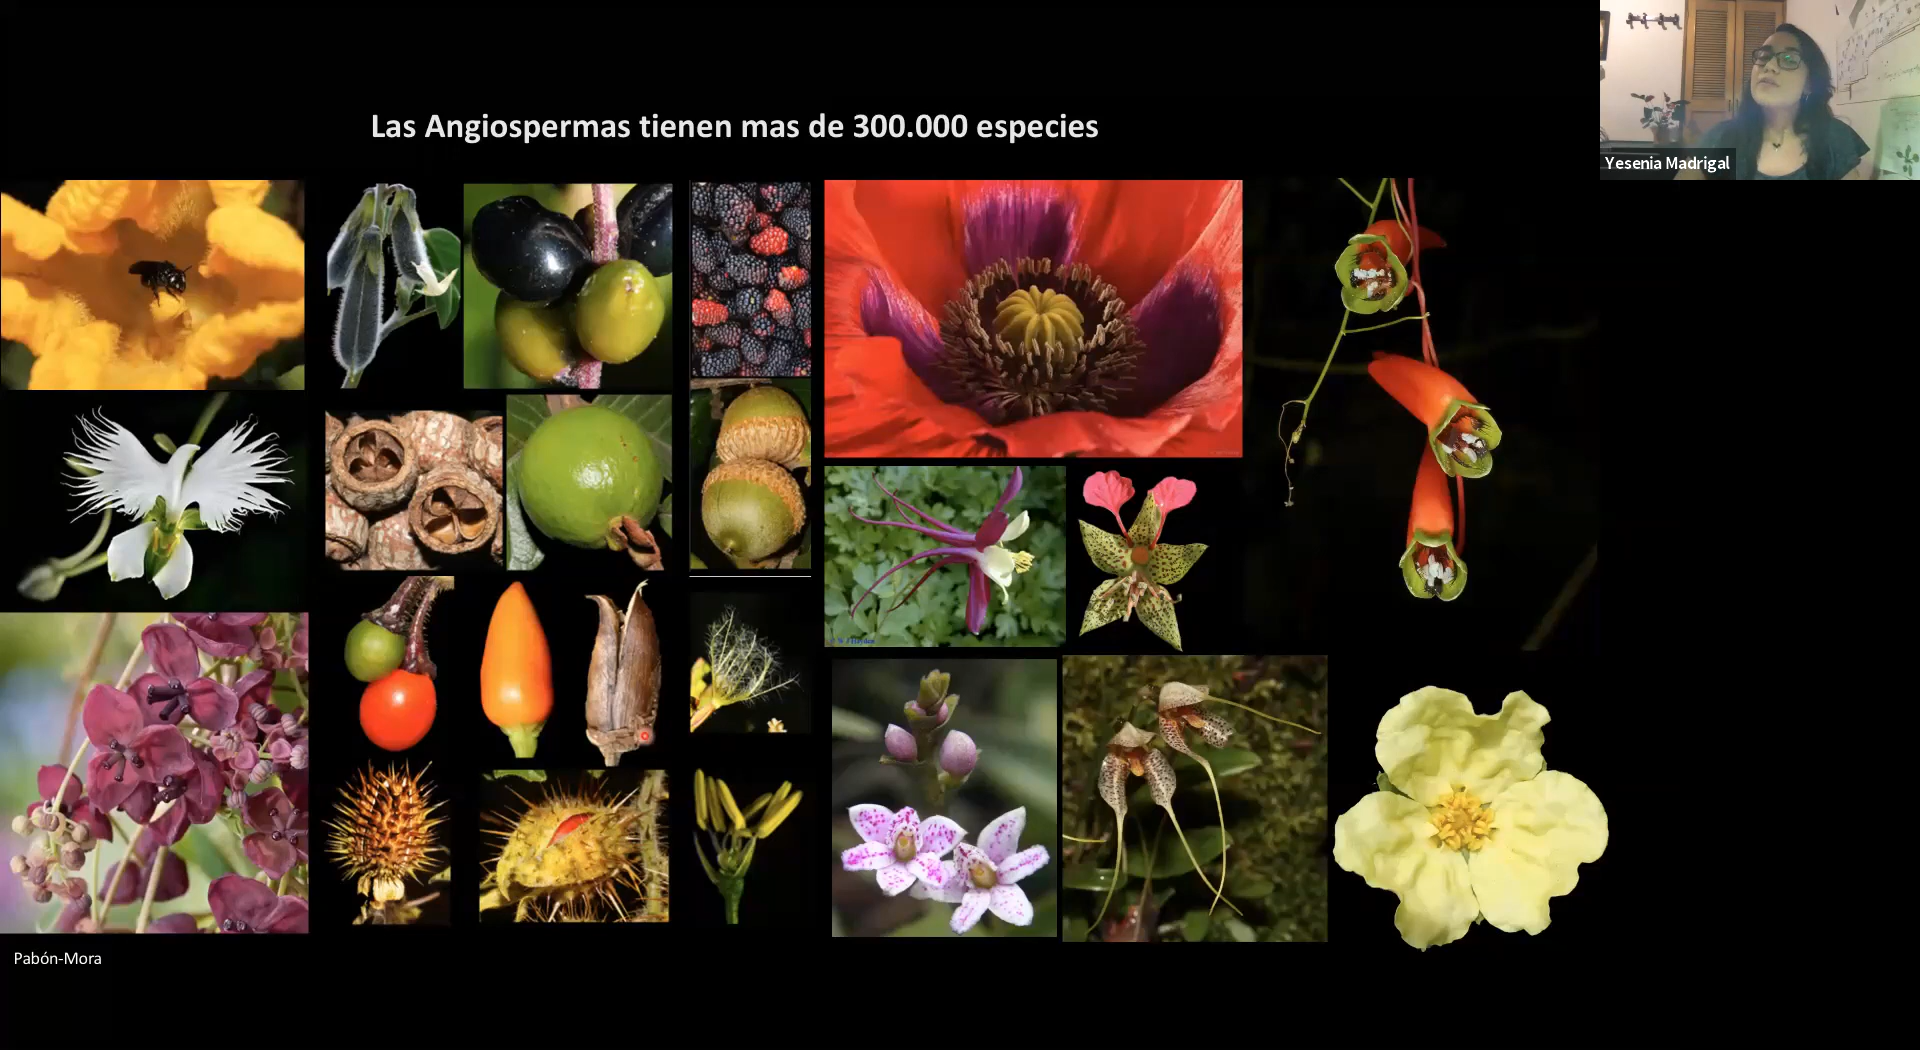 Las Angiospermas tienen mas de 300.000 especies
Yesenia Madrigal
Pabón-Mora